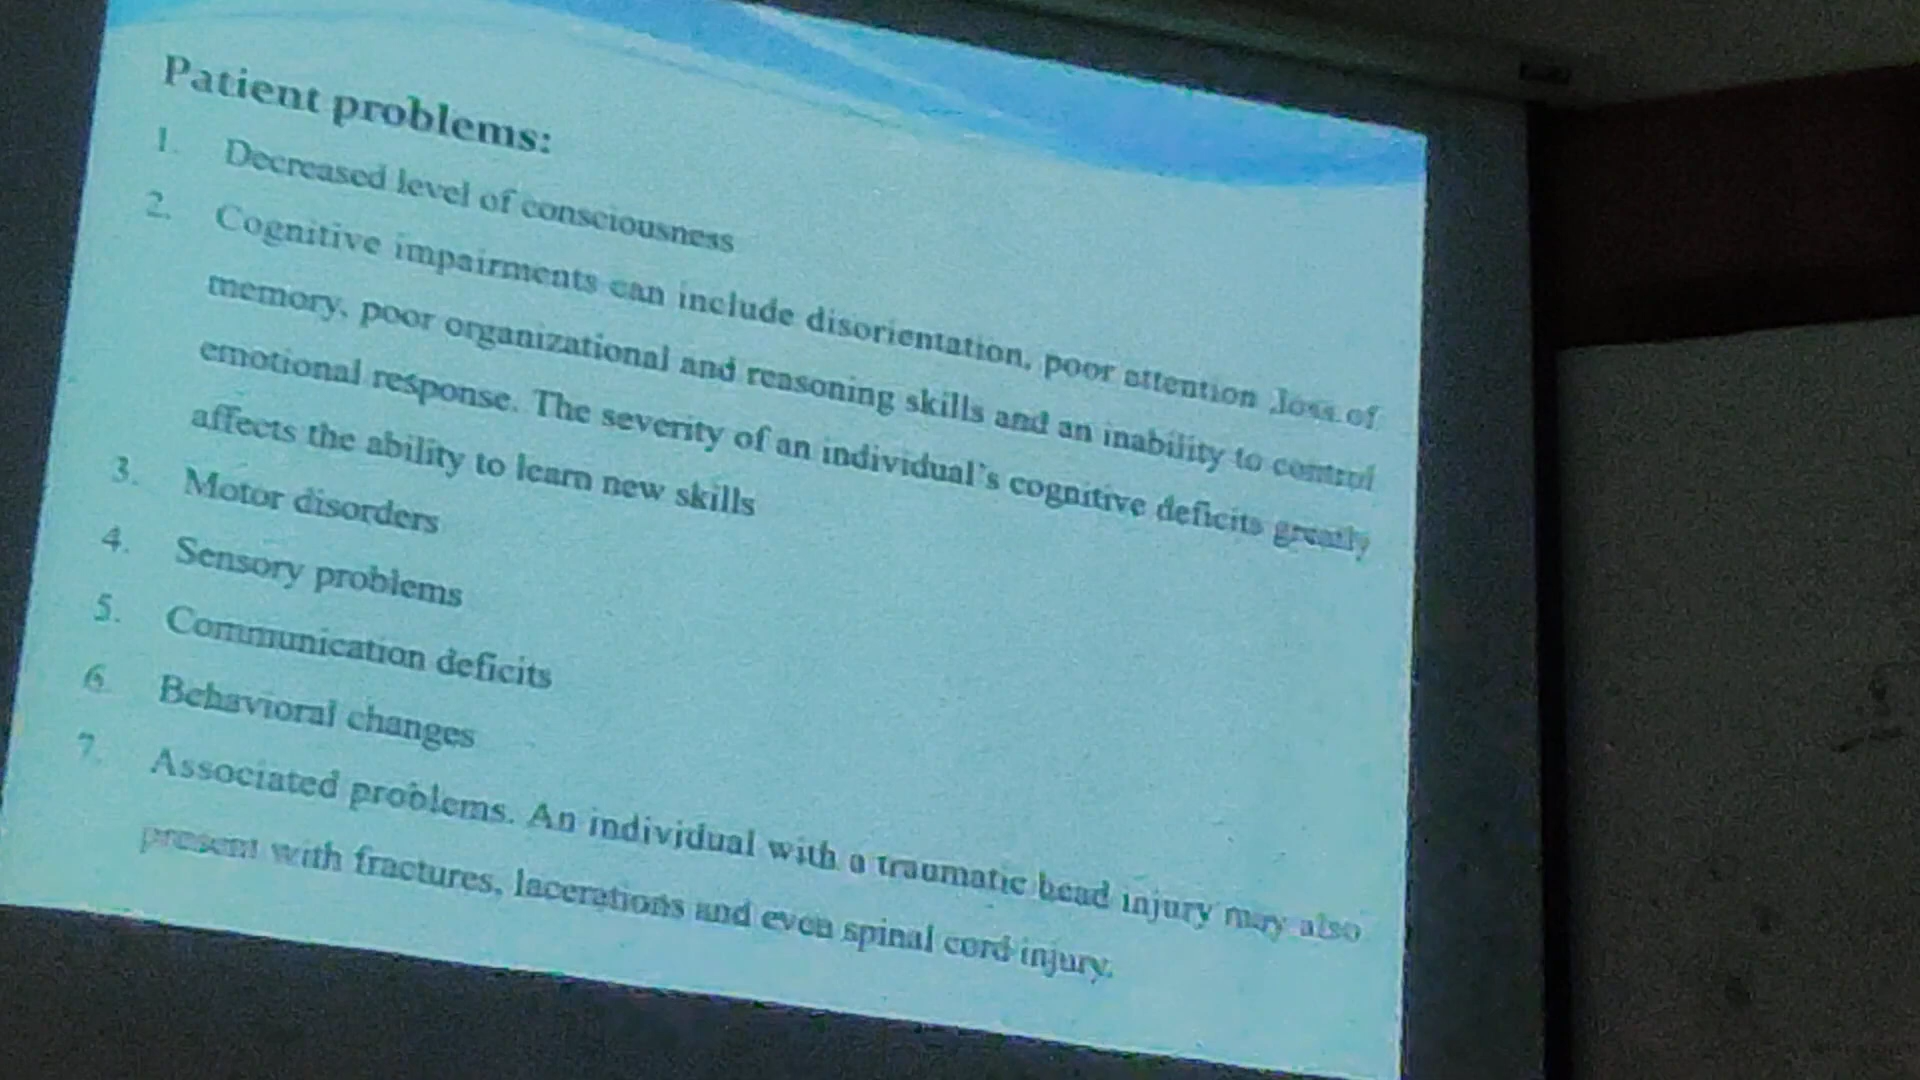 Patient problems:
1. Decreased level of consciousness
2. Cognitive impairments can include disorientation, poor attention ,loss of
memory, poor organizational and reasoning skills and an inability to control
emotional response. The severity of an individual's cognitive deficits greatly
affects the ability to learn new skills
3. Motor disorders
4. Sensory problems
5. Communication deficits
6. Behavioral changes
7. Associated problems. An individual with a traumatic head injury may also
present with fractures, lacerations and even spinal cord injury.